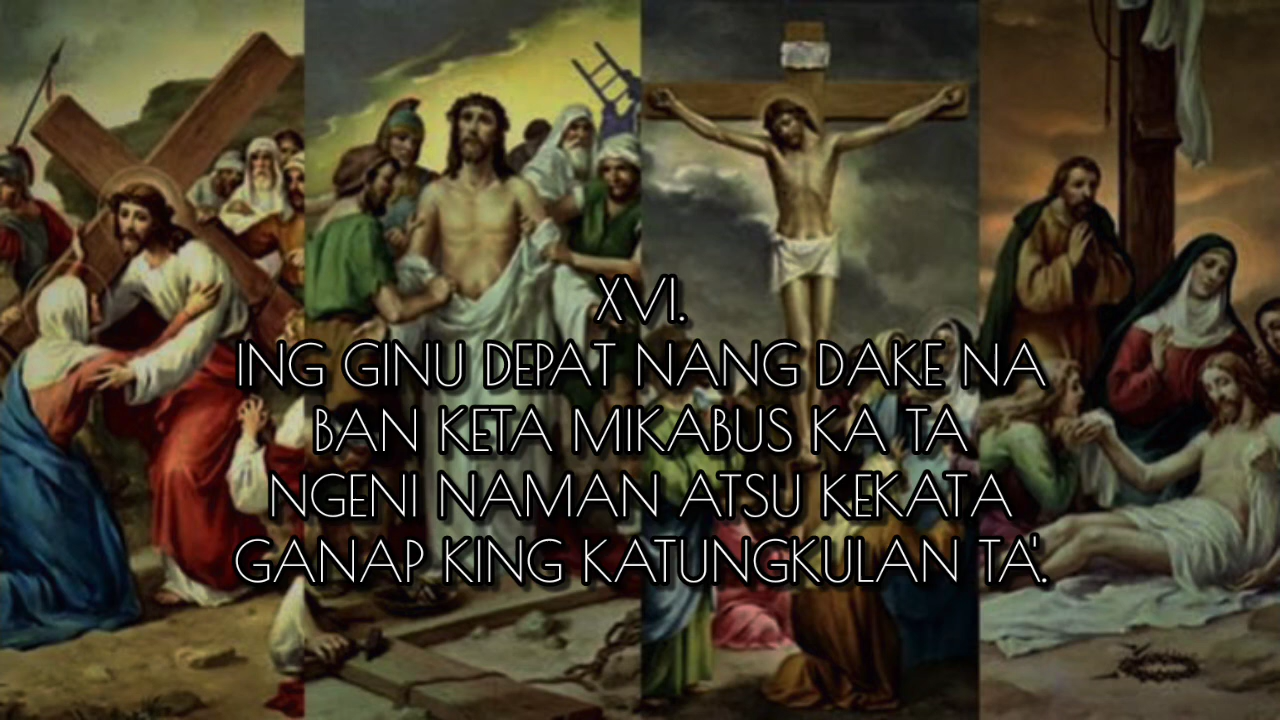 XVI.
ING GINU DEPAT NANG DAKE NA
BAN KETA MIKABUS KA TA
NGENI NAMAN ATSU KEKATA
GANAP KING KATUNGKULAN TA'.